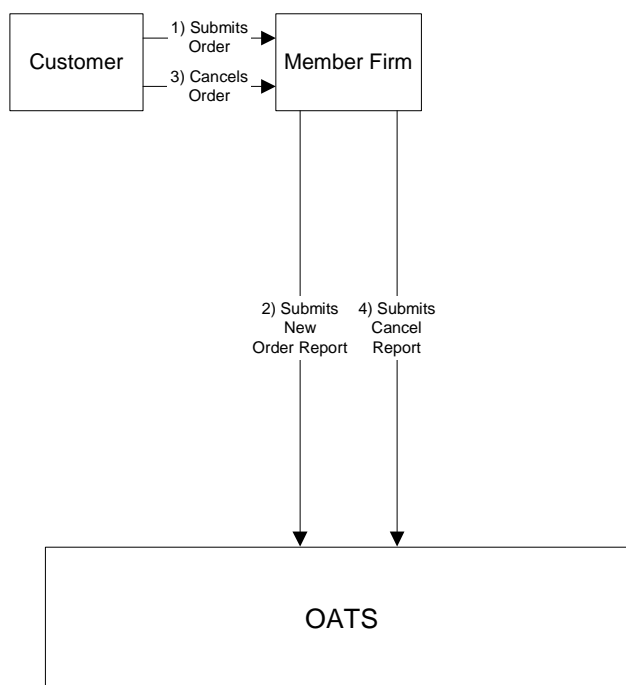 Customer
1) Submits
Order
3) Cancels
Order
Member Firm
2) Submits
New
Order Report
4) Submits
Cancel
Report
OATS